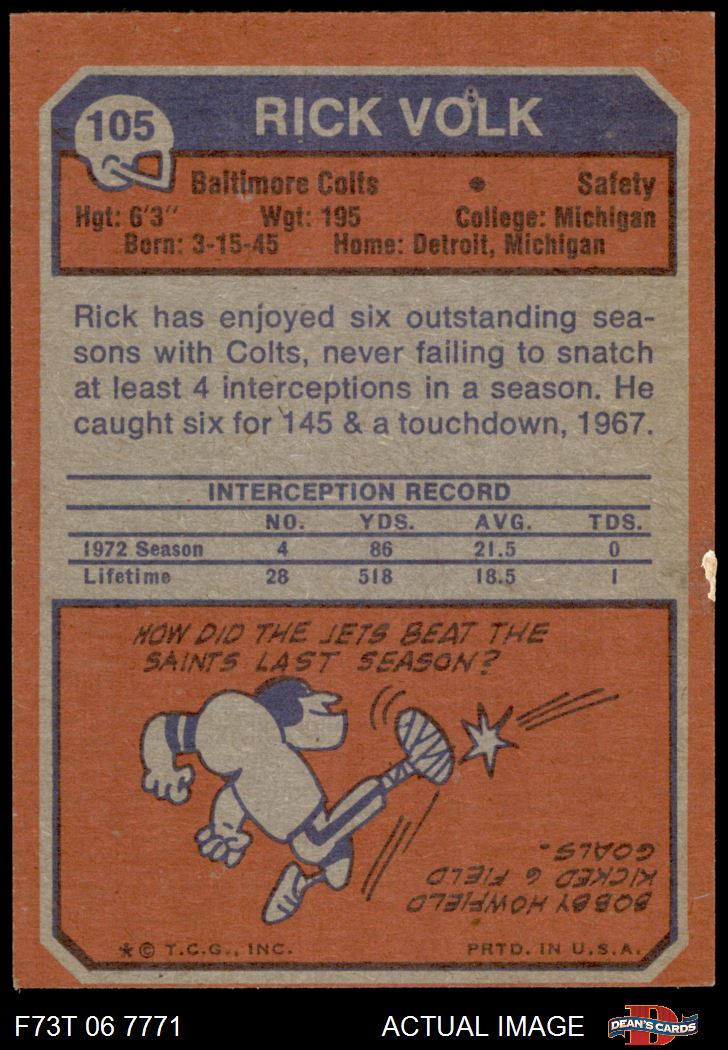 105
RICK VOLK
Baltimore Colts • Safety
Hgt: 6'3" Wgt: 195 College: Michigan
Born: 3-15-45 Home: Detroit, Michigan
Rick has enjoyed six outstanding sea-
sons with Colts, never failing to snatch
at least 4 interceptions in a season. He
caught six for 145 & a touchdown, 1967.
INTERCEPTION RECORD
NO. YDS. AVG. TDS.
1972 Season 4 86 21.5 0
Lifetime 28 518 18.5 1
HOW DID THE JETS BEAT THE
SAINTS LAST SEASON?
BOBBY HOWFIELD
KICKED 6 FIELD
GOALS.
* © T.C.G., INC. PRTD. IN U.S.A.
F73T 06 7771 ACTUAL IMAGE
D
DEAN'S CARDS